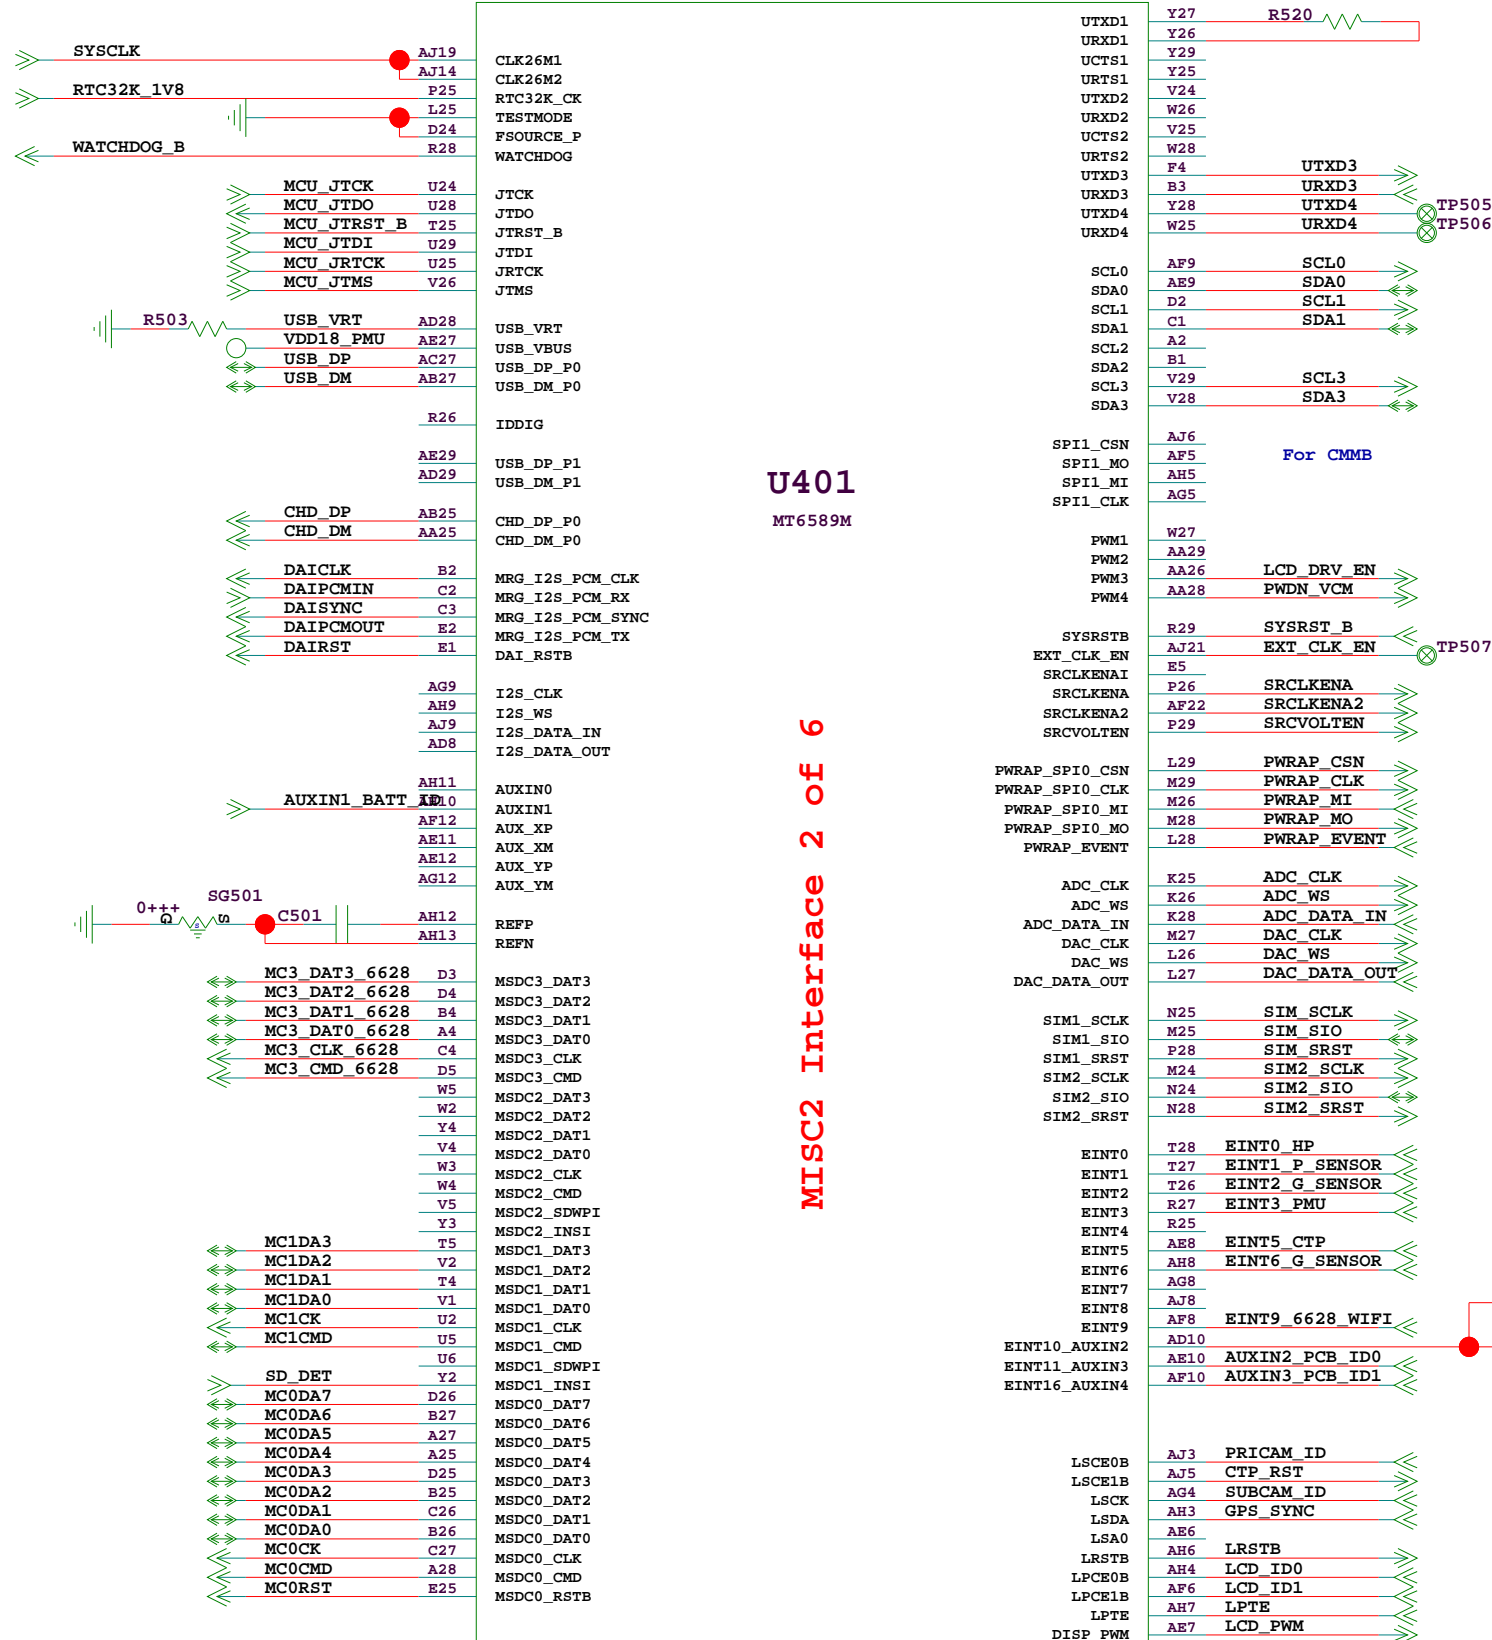 SYSCLK AJ19 CLK26M1
AJ14 CLK26M2
RTC32K_1V8 P25 RTC32K_CK
L25 TESTMODE
D24 FSOURCE_P
WATCHDOG_B R28 WATCHDOG
MCU_JTCK U24 JTCK
MCU_JTDO U28 JTDO
MCU_JTRST_B T25 JTRST_B
MCU_JTDI U29 JTDI
MCU_JRTCK U25 JRTCK
MCU_JTMS V26 JTMS
R503 USB_VRT AD28 USB_VRT
VDD18_PMU AE27 USB_VBUS
USB_DP AC27 USB_DP_P0
USB_DM AB27 USB_DM_P0
R26 IDDIG
AE29 USB_DP_P1
AD29 USB_DM_P1
CHD_DP AB25 CHD_DP_P0
CHD_DM AA25 CHD_DM_P0
DAICLK B2 MRG_I2S_PCM_CLK
DAIPCMIN C2 MRG_I2S_PCM_RX
DAISYNC C3 MRG_I2S_PCM_SYNC
DAIPCMOUT E2 MRG_I2S_PCM_TX
DAIRST E1 DAI_RSTB
AG9 I2S_CLK
AH9 I2S_WS
AJ9 I2S_DATA_IN
AD8 I2S_DATA_OUT
AH11 AUXIN0
AUXIN1_BATT_ID AH10 AUXIN1
AF12 AUX_XP
AE11 AUX_XM
AE12 AUX_YP
AG12 AUX_YM
SG501
0+++ G S C501 AH12 REFP
AH13 REFN
MC3_DAT3_6628 D3 MSDC3_DAT3
MC3_DAT2_6628 D4 MSDC3_DAT2
MC3_DAT1_6628 B4 MSDC3_DAT1
MC3_DAT0_6628 A4 MSDC3_DAT0
MC3_CLK_6628 C4 MSDC3_CLK
MC3_CMD_6628 D5 MSDC3_CMD
W5 MSDC2_DAT3
W2 MSDC2_DAT2
Y4 MSDC2_DAT1
V4 MSDC2_DAT0
W3 MSDC2_CLK
W4 MSDC2_CMD
V5 MSDC2_SDWPI
Y3 MSDC2_INSI
MC1DA3 T5 MSDC1_DAT3
MC1DA2 V2 MSDC1_DAT2
MC1DA1 T4 MSDC1_DAT1
MC1DA0 V1 MSDC1_DAT0
MC1CK U2 MSDC1_CLK
MC1CMD U5 MSDC1_CMD
U6 MSDC1_SDWPI
SD_DET Y2 MSDC1_INSI
MC0DA7 D26 MSDC0_DAT7
MC0DA6 B27 MSDC0_DAT6
MC0DA5 A27 MSDC0_DAT5
MC0DA4 A25 MSDC0_DAT4
MC0DA3 D25 MSDC0_DAT3
MC0DA2 B25 MSDC0_DAT2
MC0DA1 C26 MSDC0_DAT1
MC0DA0 B26 MSDC0_DAT0
MC0CK C27 MSDC0_CLK
MC0CMD A28 MSDC0_CMD
MC0RST E25 MSDC0_RSTB
U401
MT6589M
MISC2 Interface 2 of 6
UTXD1 Y27 R520
URXD1 Y26
UCTS1 Y29
URTS1 Y25
UTXD2 V24
URXD2 W26
UCTS2 V25
URTS2 W28
UTXD3 F4 UTXD3
URXD3 B3 URXD3
UTXD4 Y28 UTXD4 TP505
URXD4 W25 URXD4 TP506
SCL0 AF9 SCL0
SDA0 AE9 SDA0
SCL1 D2 SCL1
SDA1 C1 SDA1
SCL2 A2
SDA2 B1
SCL3 V29 SCL3
SDA3 V28 SDA3
SPI1_CSN AJ6
SPI1_MO AF5 For CMMB
SPI1_MI AH5
SPI1_CLK AG5
PWM1 W27
PWM2 AA29
PWM3 AA26 LCD_DRV_EN
PWM4 AA28 PWDN_VCM
SYSRSTB R29 SYSRST_B
EXT_CLK_EN AJ21 EXT_CLK_EN TP507
SRCLKENAI E5
SRCLKENA P26 SRCLKENA
SRCLKENA2 AF22 SRCLKENA2
SRCVOLTEN P29 SRCVOLTEN
PWRAP_SPI0_CSN L29 PWRAP_CSN
PWRAP_SPI0_CLK M29 PWRAP_CLK
PWRAP_SPI0_MI M26 PWRAP_MI
PWRAP_SPI0_MO M28 PWRAP_MO
PWRAP_EVENT L28 PWRAP_EVENT
ADC_CLK K25 ADC_CLK
ADC_WS K26 ADC_WS
ADC_DATA_IN K28 ADC_DATA_IN
DAC_CLK M27 DAC_CLK
DAC_WS L26 DAC_WS
DAC_DATA_OUT L27 DAC_DATA_OUT
SIM1_SCLK N25 SIM_SCLK
SIM1_SIO M25 SIM_SIO
SIM1_SRST P28 SIM_SRST
SIM2_SCLK M24 SIM2_SCLK
SIM2_SIO N24 SIM2_SIO
SIM2_SRST N28 SIM2_SRST
EINT0 T28 EINT0_HP
EINT1 T27 EINT1_P_SENSOR
EINT2 T26 EINT2_G_SENSOR
EINT3 R27 EINT3_PMU
EINT4 R25
EINT5 AE8 EINT5_CTP
EINT6 AH8 EINT6_G_SENSOR
EINT7 AG8
EINT8 AJ8
EINT9 AF8 EINT9_6628_WIFI
EINT10_AUXIN2 AD10
EINT11_AUXIN3 AE10 AUXIN2_PCB_ID0
EINT16_AUXIN4 AF10 AUXIN3_PCB_ID1
LSCE0B AJ3 PRICAM_ID
LSCE1B AJ5 CTP_RST
LSCK AG4 SUBCAM_ID
LSDA AH3 GPS_SYNC
LSA0 AE6
LRSTB AH6 LRSTB
LPCE0B AH4 LCD_ID0
LPCE1B AF6 LCD_ID1
LPTE AH7 LPTE
DISP_PWM AE7 LCD_PWM